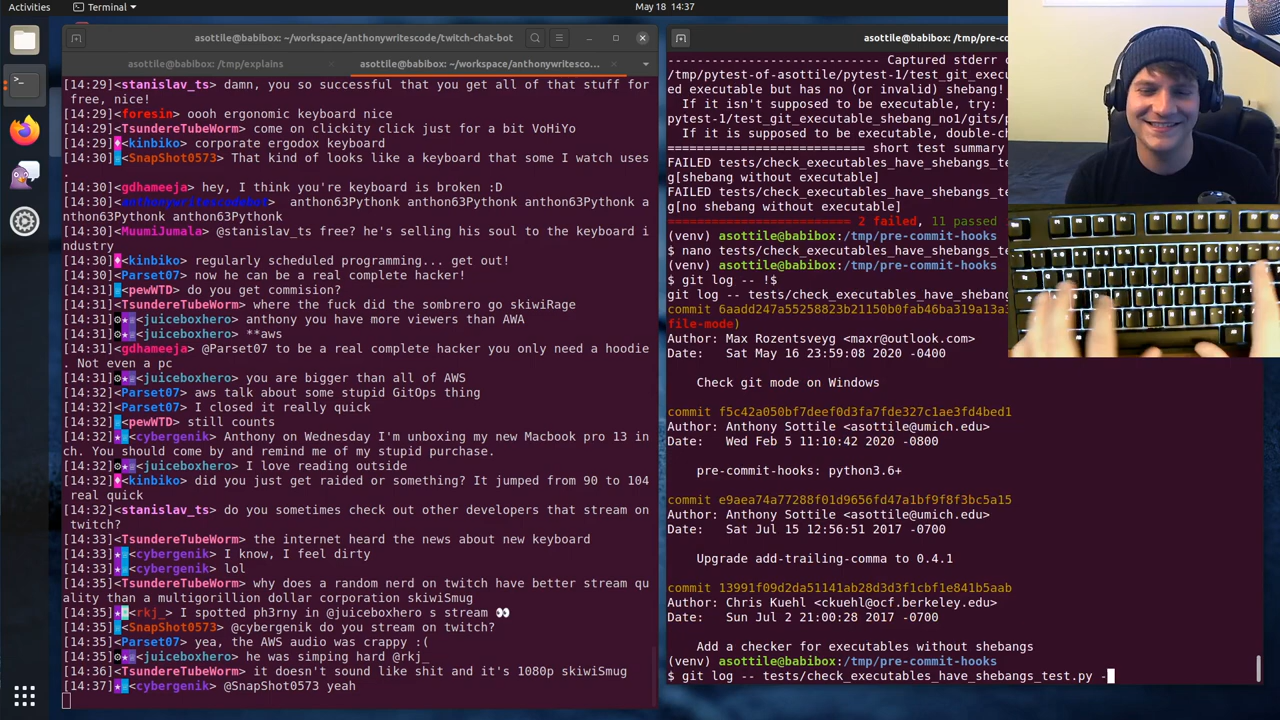 Activities
Terminal
May 18 14:37
asottile@babibox: ~/workspace/anthonywritescode/twitch-chat-bot
asottile@babibox: /tmp/explains
asottile@babibox: ~/workspace/anthonywritesco...
[14:29] <stanislav_ts> damn, you so successful that you get all of that stuff for
free, nice!
[14:29] <foresin> oooh ergonomic keyboard nice
[14:29] <TsundereTubeWorm> come on clickity click just for a bit VoHiYo
[14:29] <kinbiko> corporate ergodox keyboard
[14:30] <SnapShot0573> That kind of looks like a keyboard that some I watch uses
.
[14:30] <gdhameeja> hey, I think you're keyboard is broken :D
[14:30] <anthonywritescodebot> anthon63Pythonk anthon63Pythonk anthon63Pythonk a
nthon63Pythonk anthon63Pythonk
[14:30] <MuumiJumala> @stanislav_ts free? he's selling his soul to the keyboard i
ndustry
[14:30] <kinbiko> regularly scheduled programming... get out!
[14:30] <Parset07> now he can be a real complete hacker!
[14:31] <pewWTD> do you get commision?
[14:31] <TsundereTubeWorm> where the fuck did the sombrero go skiwiRage
[14:31] <juiceboxhero> anthony you have more viewers than AWA
[14:31] <juiceboxhero> **aws
[14:31] <gdhameeja> @Parset07 to be a real complete hacker you only need a hoodie
. Not even a pc
[14:31] <juiceboxhero> you are bigger than all of AWS
[14:32] <Parset07> aws talk about some stupid GitOps thing
[14:32] <Parset07> I closed it really quick
[14:32] <pewWTD> still counts
[14:32] <cybergenik> Anthony on Wednesday I'm unboxing my new Macbook pro 13 in
ch. You should come by and remind me of my stupid purchase.
[14:32] <juiceboxhero> I love reading outside
[14:32] <kinbiko> did you just get raided or something? It jumped from 90 to 104
real quick
[14:32] <stanislav_ts> do you sometimes check out other developers that stream on
twitch?
[14:33] <TsundereTubeWorm> the internet heard the news about new keyboard
[14:33] <cybergenik> I know, I feel dirty
[14:33] <cybergenik> lol
[14:35] <TsundereTubeWorm> why does a random nerd on twitch have better stream qu
ality than a multigorillion dollar corporation skiwiSmug
[14:35] <rkj_> I spotted ph3rny in @juiceboxhero s stream 👀
[14:35] <SnapShot0573> @cybergenik do you stream on twitch?
[14:35] <Parset07> yea, the AWS audio was crappy :(
[14:35] <juiceboxhero> he was simping hard @rkj_
[14:35] <TsundereTubeWorm> it doesn't sound like shit and it's 1080p skiwiSmug
[14:37] <cybergenik> @SnapShot0573 yeah
asottile@babibox: /tmp/pre-co
-------------------------- Captured stderr c
/tmp/pytest-of-asottile/pytest-1/test_git_execu
ed executable but has no (or invalid) shebang!
If it isn't supposed to be executable, try:
pytest-1/test_git_executable_shebang_no1/git/po
If it is supposed to be executable, double-ch
========================= short test summary
FAILED tests/check_executables_have_shebangs_te
g[shebang without executable]
FAILED tests/check_executables_have_shebangs_te
g[no shebang without executable]
========================= 2 failed, 11 passed
(venv) asottile@babibox:/tmp/pre-commit-hooks
$ nano tests/check_executables_have_shebangs_te
(venv) asottile@babibox:/tmp/pre-commit-hooks
$ git log -- !$
git log -- tests/check_executables_have_shebang
commit 6aadd247a55258823b21150b0fab46ba319a13a
file-mode)
Author: Max Rozentsveyg <maxr@outlook.com>
Date: Sat May 16 23:59:08 2020 -0400
Check git mode on Windows
commit f5c42a050bf7deef0d3fa7fde327c1ae3fd4bed1
Author: Anthony Sottile <asottile@umich.edu>
Date: Wed Feb 5 11:10:42 2020 -0800
pre-commit-hooks: python3.6+
commit e9aea74a77288f01d9656fd47a1bf9f8f3bc5a15
Author: Anthony Sottile <asottile@umich.edu>
Date: Sat Jul 15 12:56:51 2017 -0700
Upgrade add-trailing-comma to 0.4.1
commit 13991f09d2da51141ab28d3d3f1cbf1e841b5aab
Author: Chris Kuehl <ckuehl@ocf.berkeley.edu>
Date: Sun Jul 2 21:00:28 2017 -0700
Add a checker for executables without shebangs
(venv) asottile@babibox:/tmp/pre-commit-hooks
$ git log -- tests/check_executables_have_shebangs_test.py -